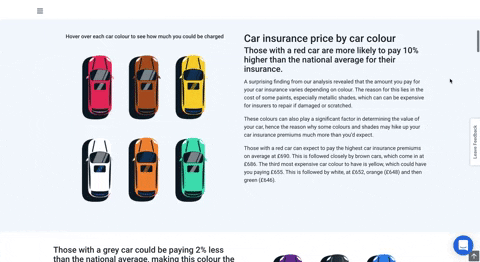 Hover over each car colour to see how much you could be charged
Car insurance price by car colour
Those with a red car are more likely to pay 10%
higher than the national average for their
insurance.
A surprising finding from our analysis revealed that the amount you pay for
your car insurance varies depending on colour. The reason for this lies in the
cost of some paints, especially metallic shades, which can can be expensive
for insurers to repair if damaged or scratched.
These colours can also play a significant factor in determining the value of
your car, hence the reason why some colours and shades may hike up your
car insurance premiums much more than you'd expect.
Those with a red car can expect to pay the highest car insurance premiums
on average at £690. This is followed closely by brown cars, which come in at
£686. The third most expensive car colour to have is yellow, which could have
you paying £655. This is followed by white, at £652, orange (£648) and then
green (£646).
Leave Feedback
Those with a grey car could be paying 2% less
than the national average, making this colour the